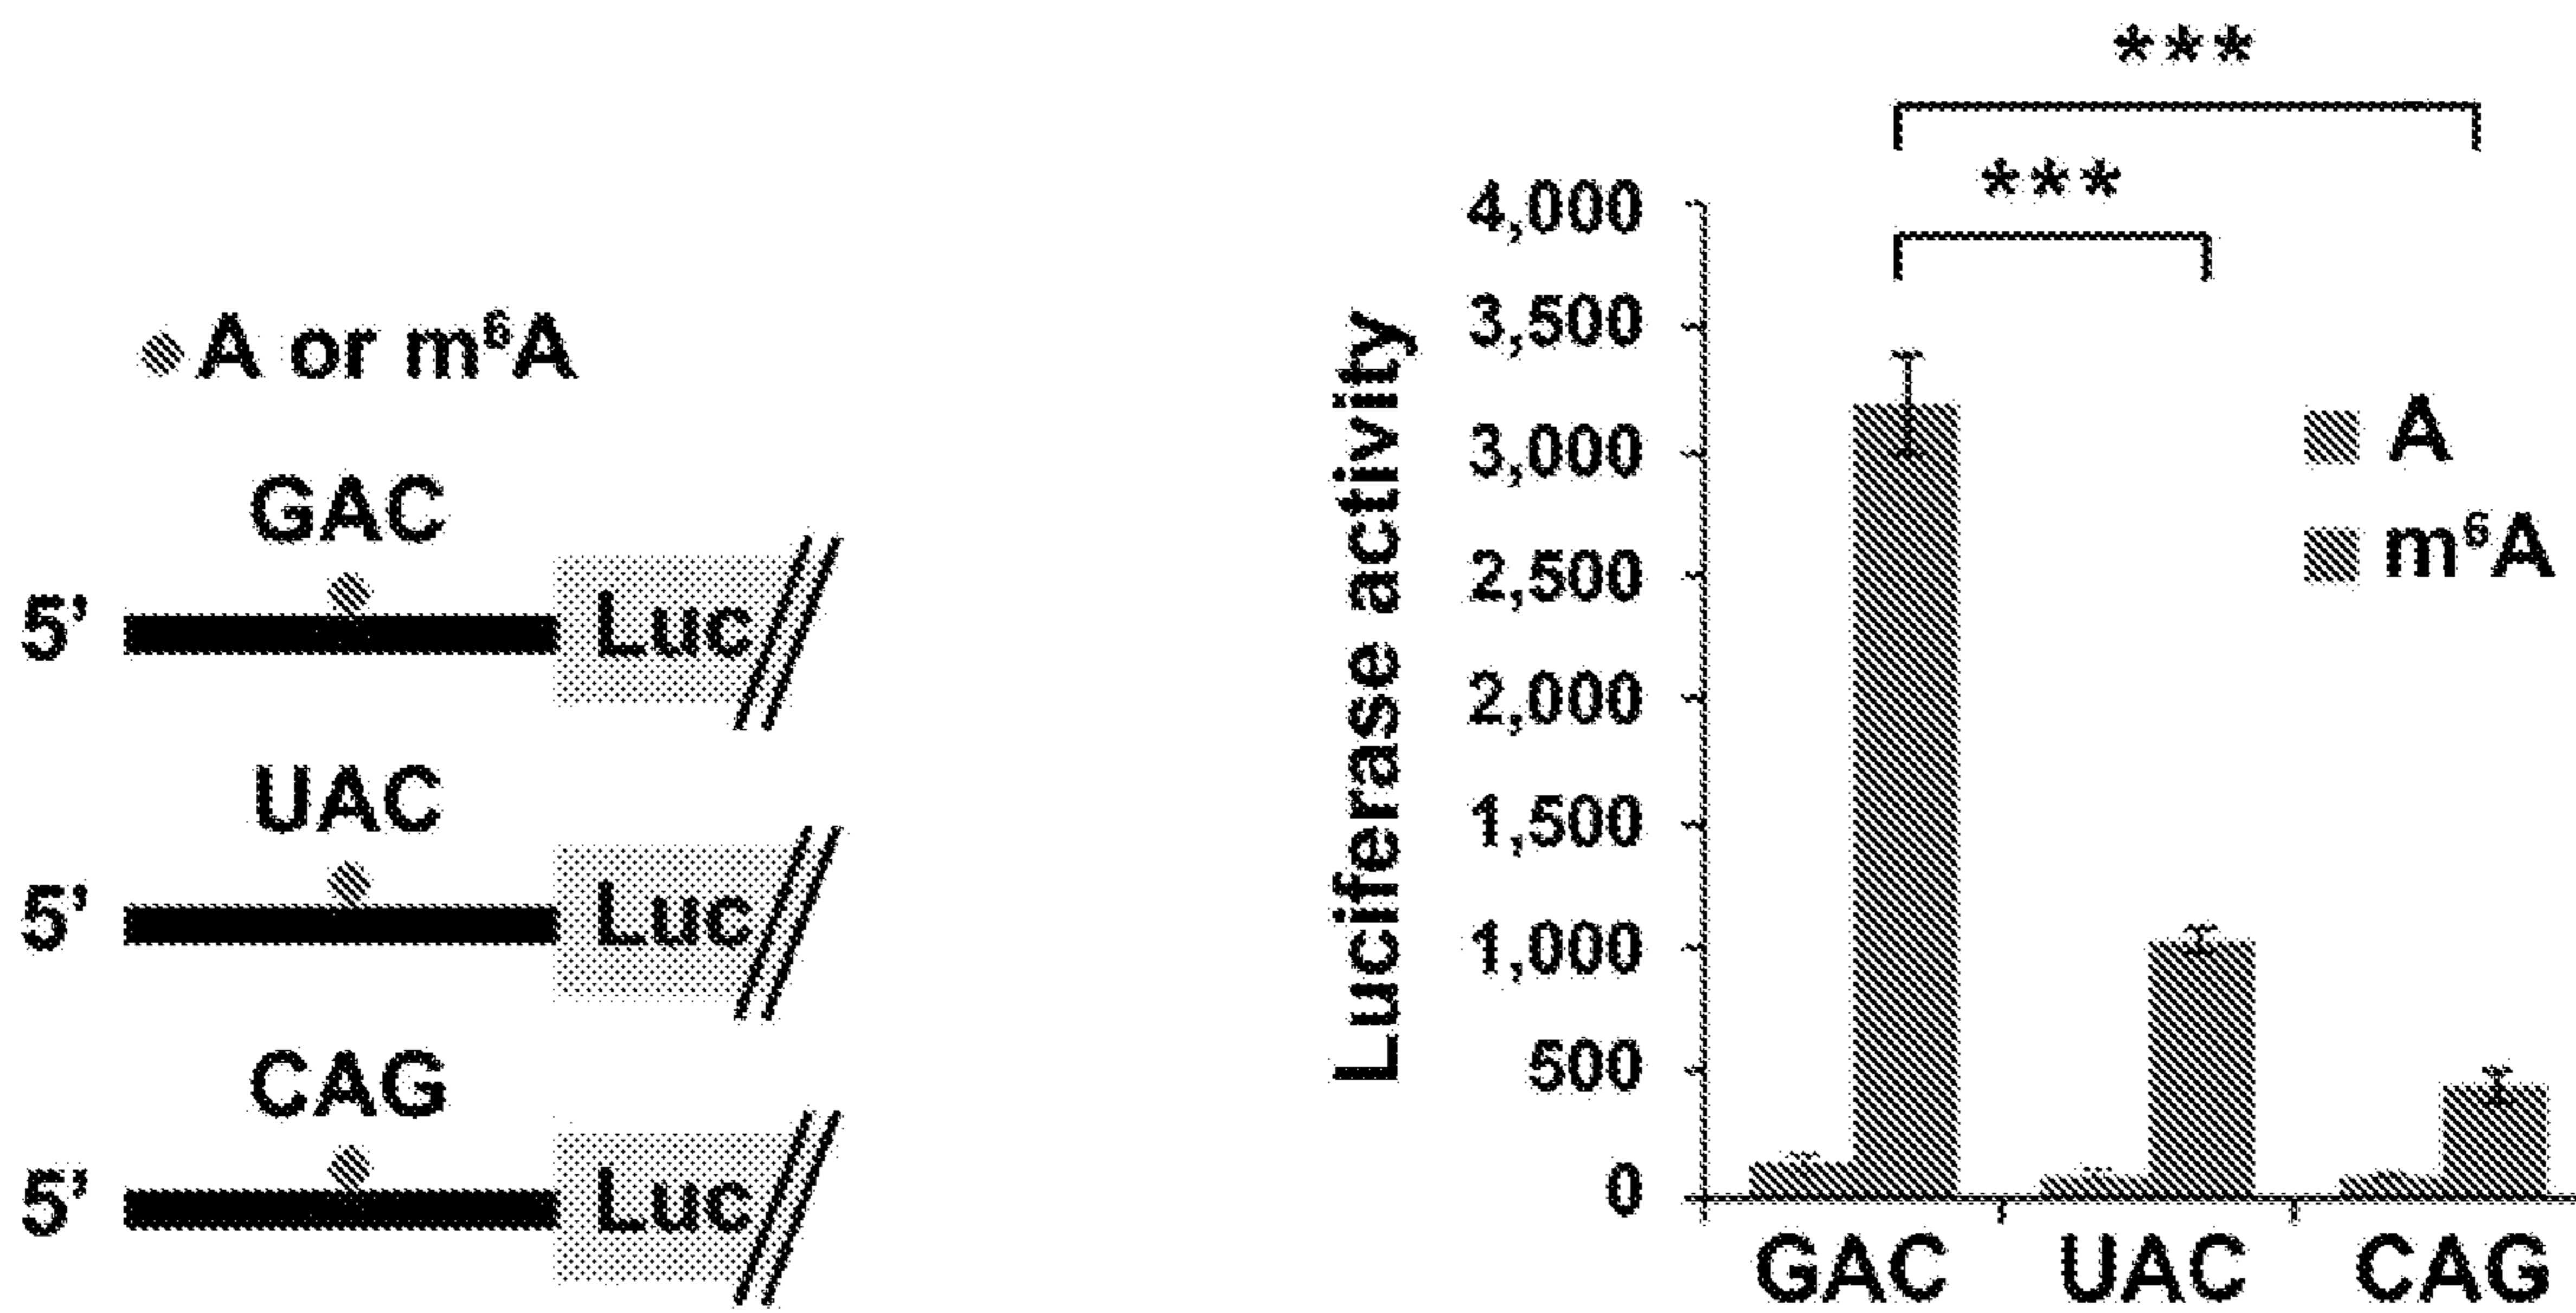 A or m⁶A
GAC
5’ Luc
UAC
5’ Luc
CAG
5’ Luc
***
***
Luciferase activity
4,000
3,500
3,000
2,500
2,000
1,500
1,000
500
0
A
m⁶A
GAC UAC CAG